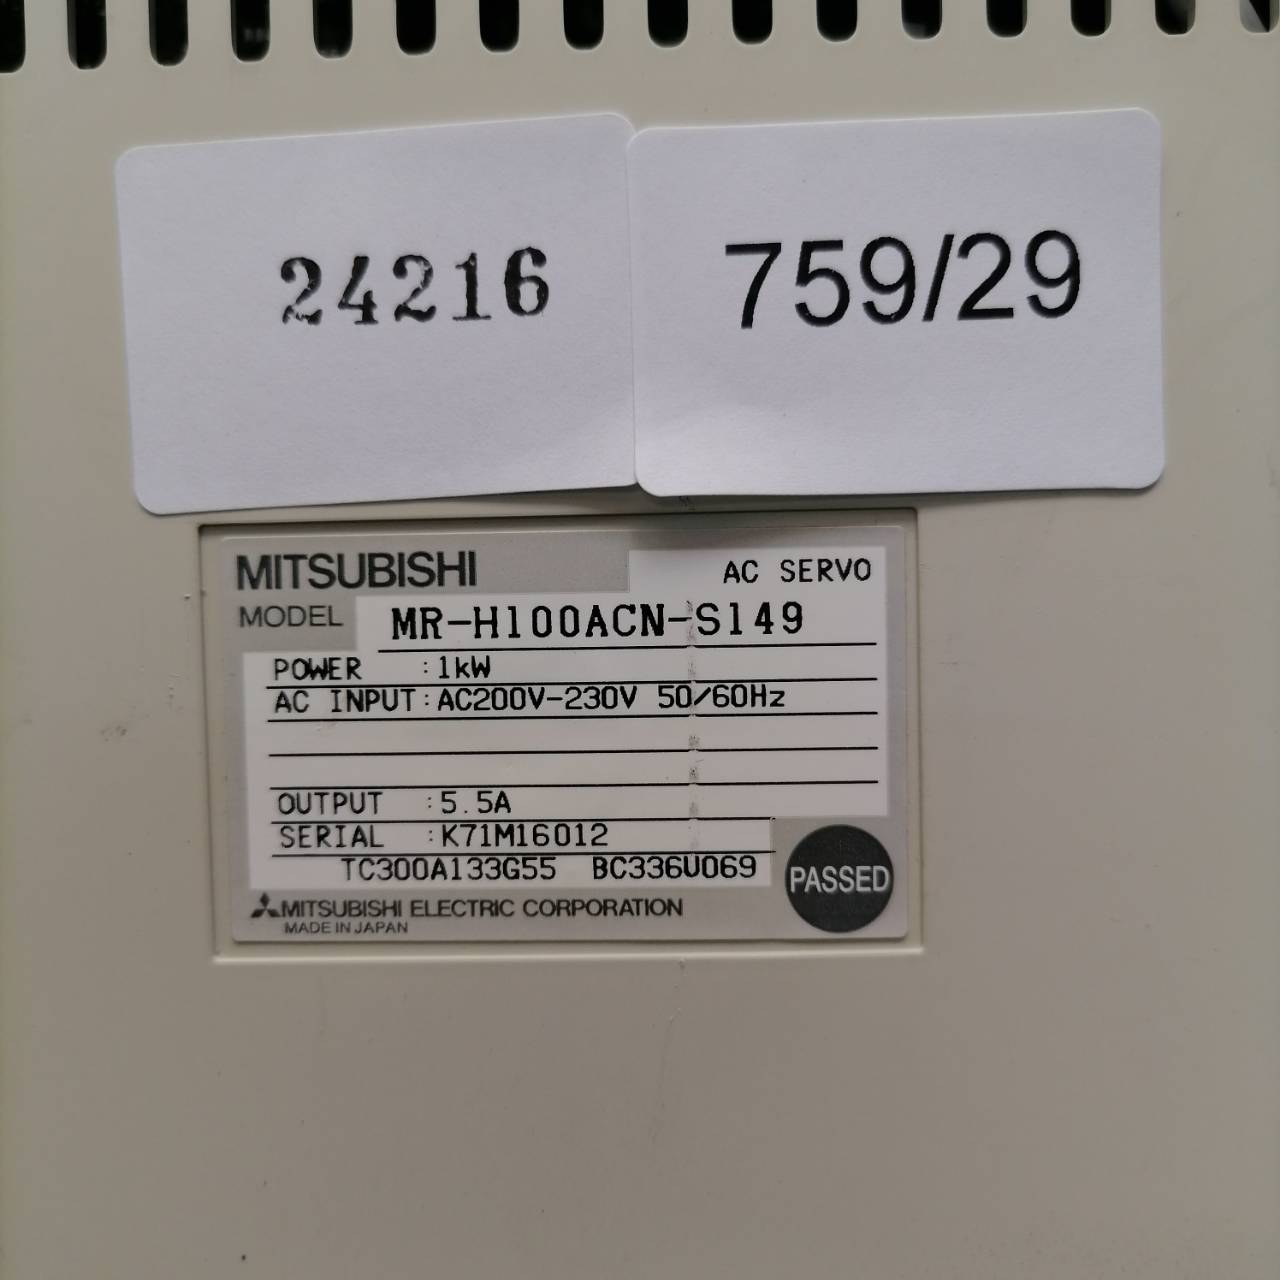 24216
759/29
MITSUBISHI
AC SERVO
MODEL MR-H100ACN-S149
POWER :1kW
AC INPUT:AC200V-230V 50/60Hz
OUTPUT :5.5A
SERIAL :K71M16012
TC300A133G55 BC336U069
PASSED
MITSUBISHI ELECTRIC CORPORATION
MADE IN JAPAN